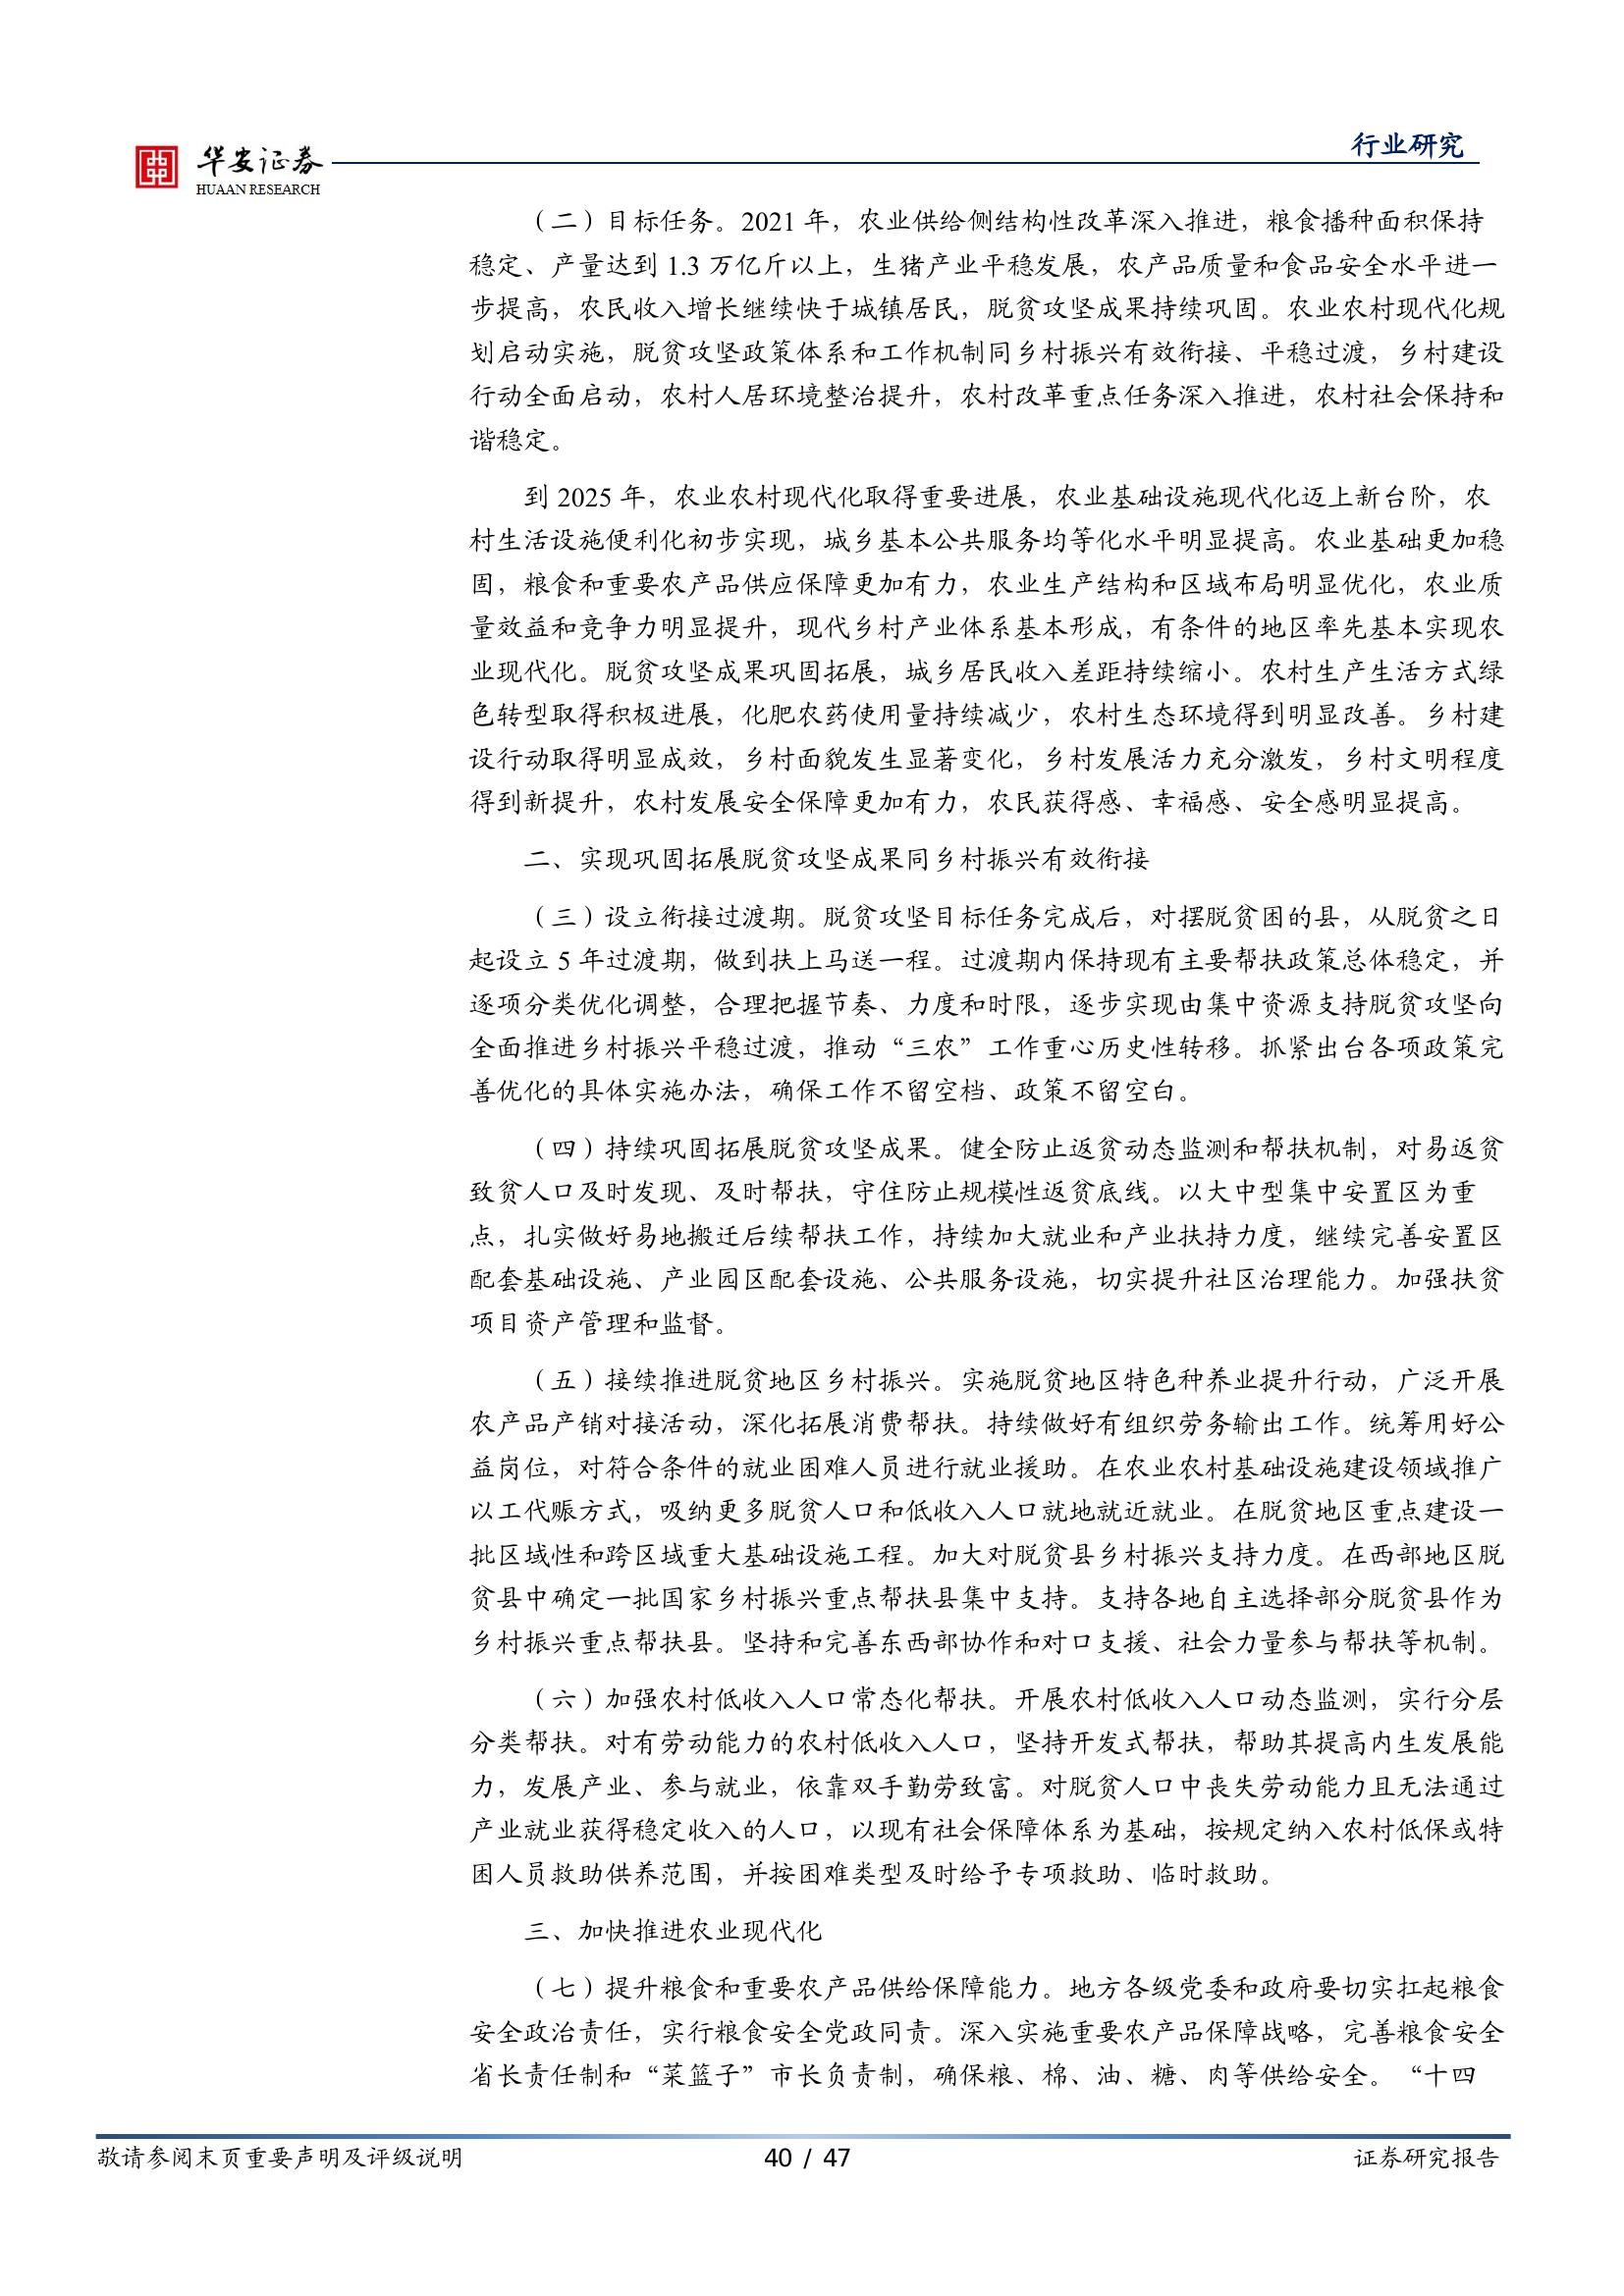 华安证券
HUAAN RESEARCH
行业研究
（二）目标任务。2021 年，农业供给侧结构性改革深入推进，粮食播种面积保持
稳定、产量达到 1.3 万亿斤以上，生猪产业平稳发展，农产品质量和食品安全水平进一
步提高，农民收入增长继续快于城镇居民，脱贫攻坚成果持续巩固。农业农村现代化规
划启动实施，脱贫攻坚政策体系和工作机制同乡村振兴有效衔接、平稳过渡，乡村建设
行动全面启动，农村人居环境整治提升，农村改革重点任务深入推进，农村社会保持和
谐稳定。
到 2025 年，农业农村现代化取得重要进展，农业基础设施现代化迈上新台阶，农
村生活设施便利化初步实现，城乡基本公共服务均等化水平明显提高。农业基础更加稳
固，粮食和重要农产品供应保障更加有力，农业生产结构和区域布局明显优化，农业质
量效益和竞争力明显提升，现代乡村产业体系基本形成，有条件的地区率先基本实现农
业现代化。脱贫攻坚成果巩固拓展，城乡居民收入差距持续缩小。农村生产生活方式绿
色转型取得积极进展，化肥农药使用量持续减少，农村生态环境得到明显改善。乡村建
设行动取得明显成效，乡村面貌发生显著变化，乡村发展活力充分激发，乡村文明程度
得到新提升，农村发展安全保障更加有力，农民获得感、幸福感、安全感明显提高。
二、实现巩固拓展脱贫攻坚成果同乡村振兴有效衔接
（三）设立衔接过渡期。脱贫攻坚目标任务完成后，对摆脱贫困的县，从脱贫之日
起设立 5 年过渡期，做到扶上马送一程。过渡期内保持现有主要帮扶政策总体稳定，并
逐项分类优化调整，合理把握节奏、力度和时限，逐步实现由集中资源支持脱贫攻坚向
全面推进乡村振兴平稳过渡，推动“三农”工作重心历史性转移。抓紧出台各项政策完
善优化的具体实施办法，确保工作不留空档、政策不留空白。
（四）持续巩固拓展脱贫攻坚成果。健全防止返贫动态监测和帮扶机制，对易返贫
致贫人口及时发现、及时帮扶，守住防止规模性返贫底线。以大中型集中安置区为重
点，扎实做好易地搬迁后续帮扶工作，持续加大就业和产业扶持力度，继续完善安置区
配套基础设施、产业园区配套设施、公共服务设施，切实提升社区治理能力。加强扶贫
项目资产管理和监督。
（五）接续推进脱贫地区乡村振兴。实施脱贫地区特色种养业提升行动，广泛开展
农产品产销对接活动，深化拓展消费帮扶。持续做好有组织劳务输出工作。统筹用好公
益岗位，对符合条件的就业困难人员进行就业援助。在农业农村基础设施建设领域推广
以工代赈方式，吸纳更多脱贫人口和低收入人口就地就近就业。在脱贫地区重点建设一
批区域性和跨区域重大基础设施工程。加大对脱贫县乡村振兴支持力度。在西部地区脱
贫县中确定一批国家乡村振兴重点帮扶县集中支持。支持各地自主选择部分脱贫县作为
乡村振兴重点帮扶县。坚持和完善东西部协作和对口支援、社会力量参与帮扶等机制。
（六）加强农村低收入人口常态化帮扶。开展农村低收入人口动态监测，实行分层
分类帮扶。对有劳动能力的农村低收入人口，坚持开发式帮扶，帮助其提高内生发展能
力，发展产业、参与就业，依靠双手勤劳致富。对脱贫人口中丧失劳动能力且无法通过
产业就业获得稳定收入的人口，以现有社会保障体系为基础，按规定纳入农村低保或特
困人员救助供养范围，并按困难类型及时给予专项救助、临时救助。
三、加快推进农业现代化
（七）提升粮食和重要农产品供给保障能力。地方各级党委和政府要切实扛起粮食
安全政治责任，实行粮食安全党政同责。深入实施重要农产品保障战略，完善粮食安全
省长责任制和“菜篮子”市长负责制，确保粮、棉、油、糖、肉等供给安全。“十四
敬请参阅末页重要声明及评级说明
40 / 47
证券研究报告